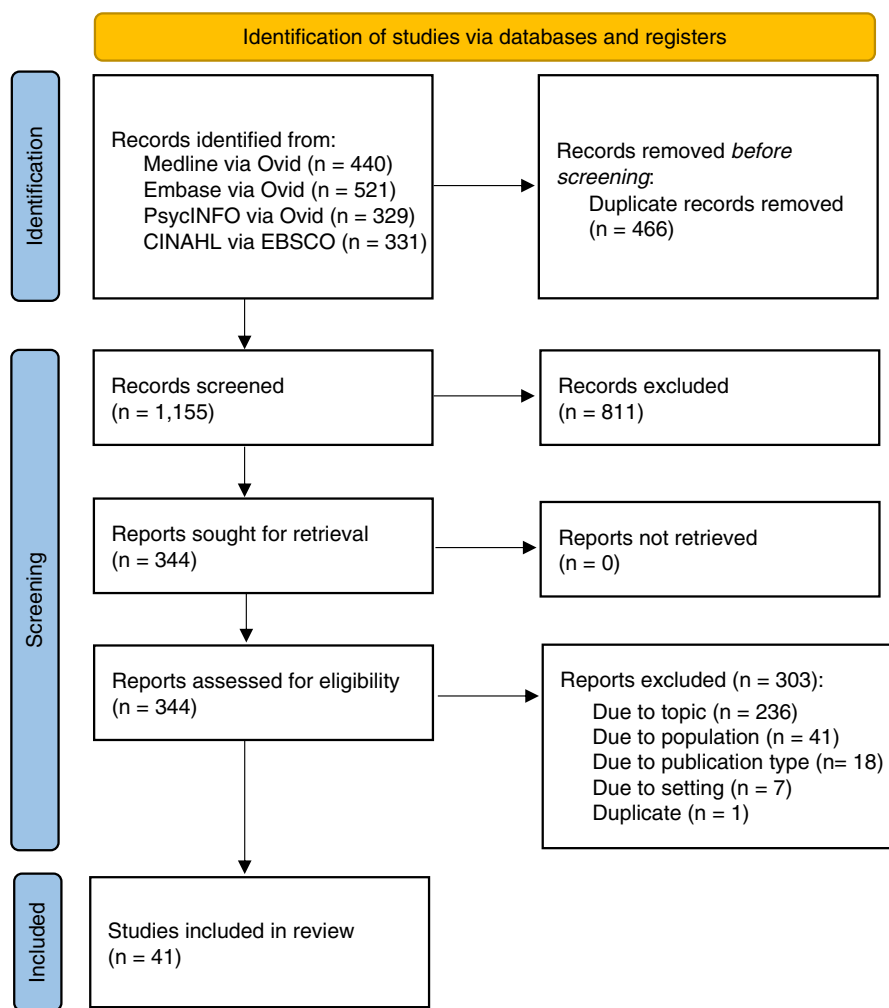 Identification of studies via databases and registers
Identification
Records identified from:
Medline via Ovid (n = 440)
Embase via Ovid (n = 521)
PsycINFO via Ovid (n = 329)
CINAHL via EBSCO (n = 331)
Records removed before
screening:
Duplicate records removed
(n = 466)
Screening
Records screened
(n = 1,155)
Records excluded
(n = 811)
Reports sought for retrieval
(n = 344)
Reports not retrieved
(n = 0)
Reports assessed for eligibility
(n = 344)
Reports excluded (n = 303):
Due to topic (n = 236)
Due to population (n = 41)
Due to publication type (n= 18)
Due to setting (n = 7)
Duplicate (n = 1)
Included
Studies included in review
(n = 41)